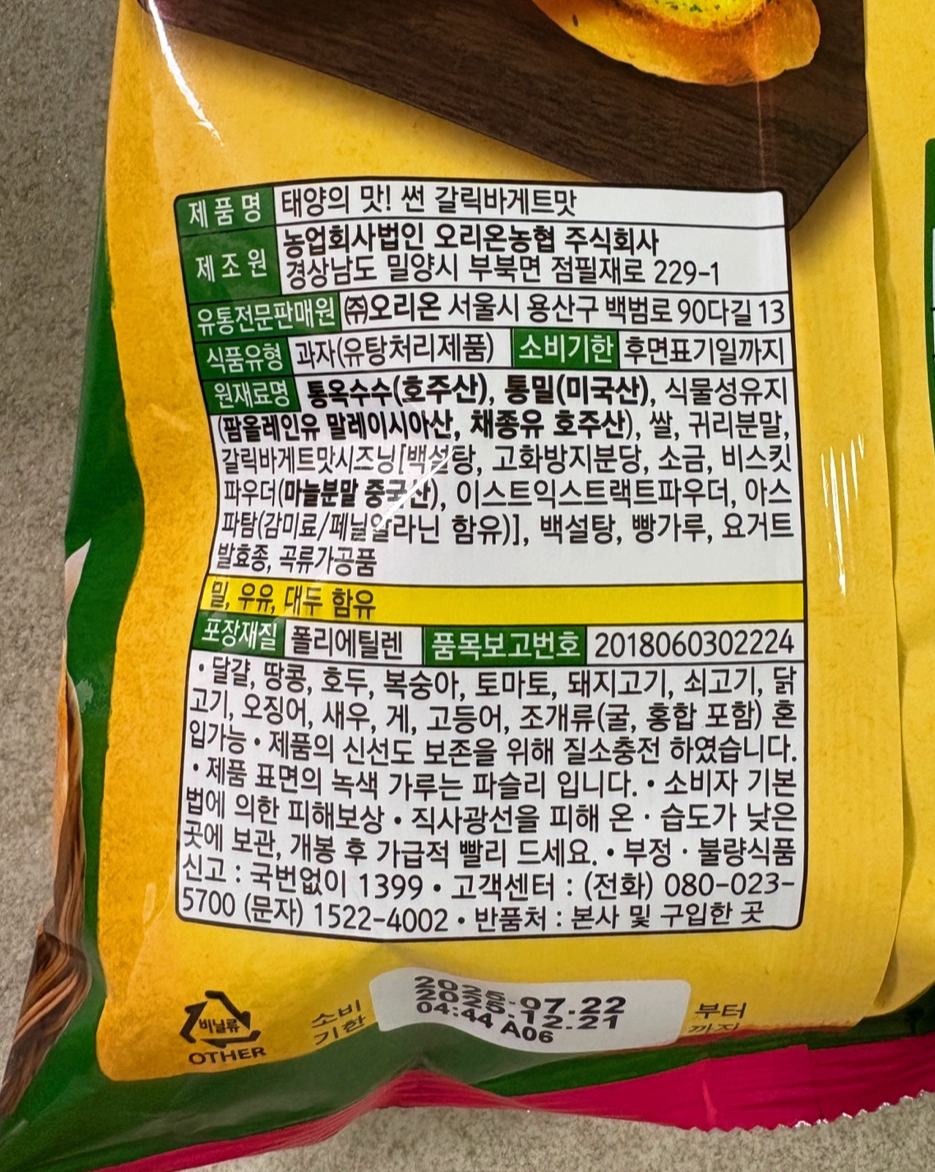 제품명 태양의 맛! 썬 갈릭바게트맛
제조원 농업회사법인 오리온농협 주식회사
경상남도 밀양시 부북면 점필재로 229-1
유통전문판매원 ㈜오리온 서울시 용산구 백범로 90다길 13
식품유형 과자(유탕처리제품) 소비기한 후면표기일까지
원재료명 통옥수수(호주산), 통밀(미국산), 식물성유지
(팜올레인유 말레이시아산, 채종유 호주산), 쌀, 귀리분말,
갈릭바게트맛시즈닝[백설탕, 고화방지분당, 소금, 비스킷
파우더(마늘분말 중국산), 이스트익스트랙트파우더, 아스
파탐(감미료/페닐알라닌 함유)], 백설탕, 빵가루, 요거트
발효종, 곡류가공품
밀, 우유, 대두 함유
포장재질 폴리에틸렌 품목보고번호 2018060302224
• 달걀, 땅콩, 호두, 복숭아, 토마토, 돼지고기, 쇠고기, 닭
고기, 오징어, 새우, 게, 고등어, 조개류(굴, 홍합 포함) 혼
입가능 • 제품의 신선도 보존을 위해 질소충전 하였습니다.
• 제품 표면의 녹색 가루는 파슬리 입니다. • 소비자 기본
법에 의한 피해보상 • 직사광선을 피해 온 · 습도가 낮은
곳에 보관, 개봉 후 가급적 빨리 드세요. • 부정 · 불량식품
신고 : 국번없이 1399 • 고객센터 : (전화) 080-023-
5700 (문자) 1522-4002 • 반품처 : 본사 및 구입한 곳
비닐류
OTHER
소비
기한
2025.07.22 부터
2025.12.21 까지
04:44 A06